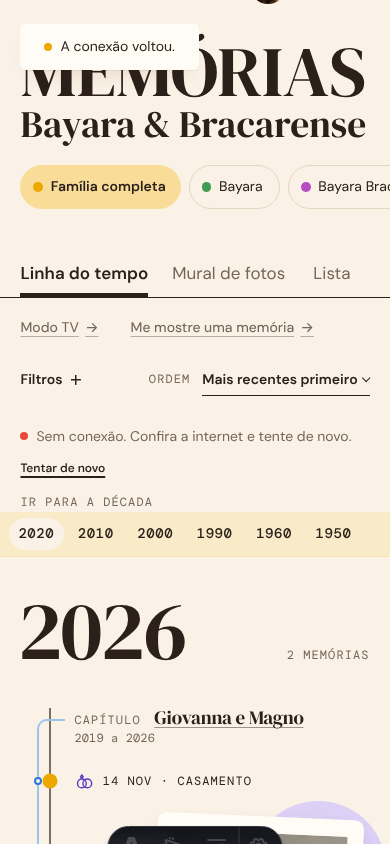 A conexão voltou.
MEMÓRIAS
Bayara & Bracarense
Família completa
Bayara
Bayara Brac
Linha do tempo
Mural de fotos
Lista
Modo TV →
Me mostre uma memória →
Filtros +
ORDEM
Mais recentes primeiro
Sem conexão. Confira a internet e tente de novo.
Tentar de novo
IR PARA A DÉCADA
2020 2010 2000 1990 1960 1950
2026
2 MEMÓRIAS
CAPÍTULO Giovanna e Magno
2019 a 2026
14 NOV · CASAMENTO